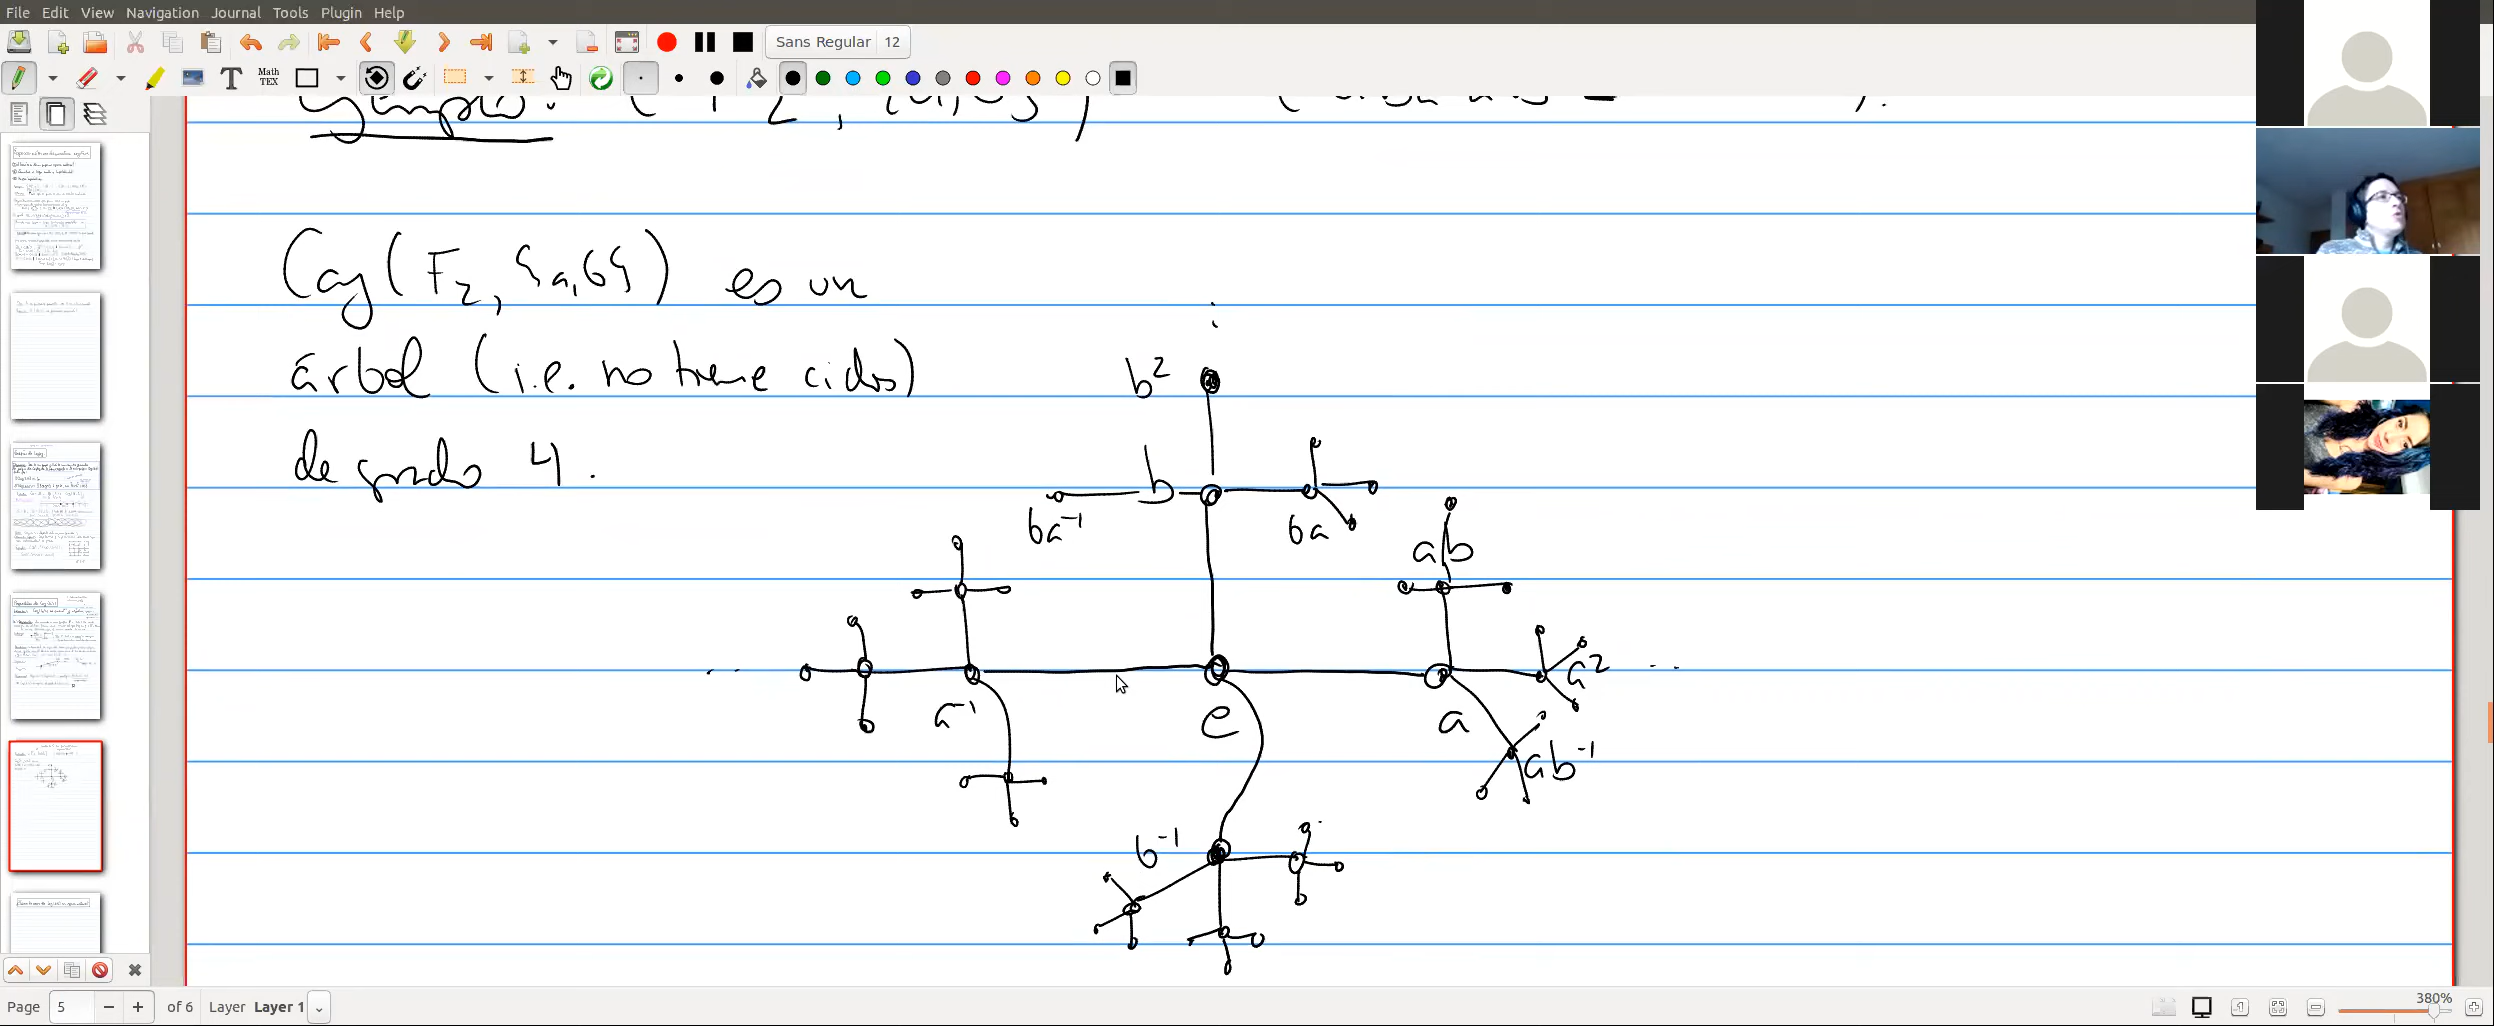 File Edit View Navigation Journal Tools Plugin Help
Sans Regular 12
Math TEX
Cay(F₂, {a,b}) es un
árbol (i.e. no tiene ciclos)
de grado 4.
b²
b
ba⁻¹
ba
ab
a⁻¹
e
a
a²
ab⁻¹
b⁻¹
Page 5 of 6 Layer Layer 1
380%